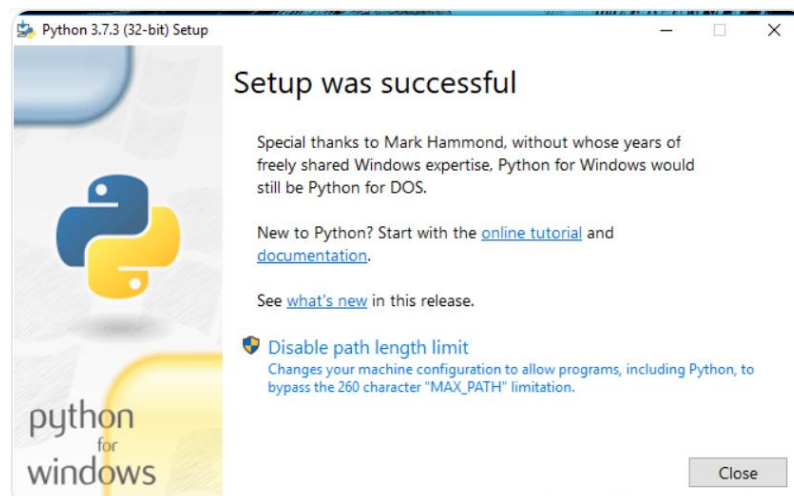 Python 3.7.3 (32-bit) Setup
Setup was successful
Special thanks to Mark Hammond, without whose years of
freely shared Windows expertise, Python for Windows would
still be Python for DOS.
New to Python? Start with the online tutorial and
documentation.
See what's new in this release.
Disable path length limit
Changes your machine configuration to allow programs, including Python, to
bypass the 260 character "MAX_PATH" limitation.
python
for
windows
Close